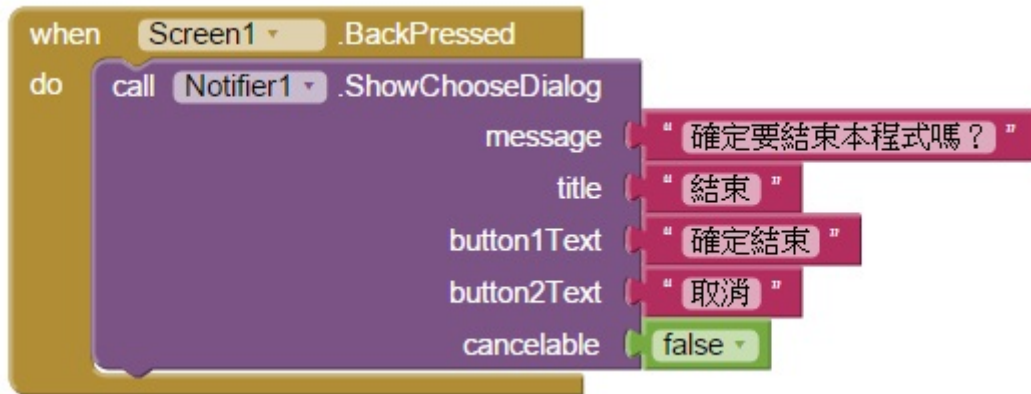 when Screen1 .BackPressed
do call Notifier1 .ShowChooseDialog
message " 確定要結束本程式嗎？ "
title " 結束 "
button1Text " 確定結束 "
button2Text " 取消 "
cancelable false